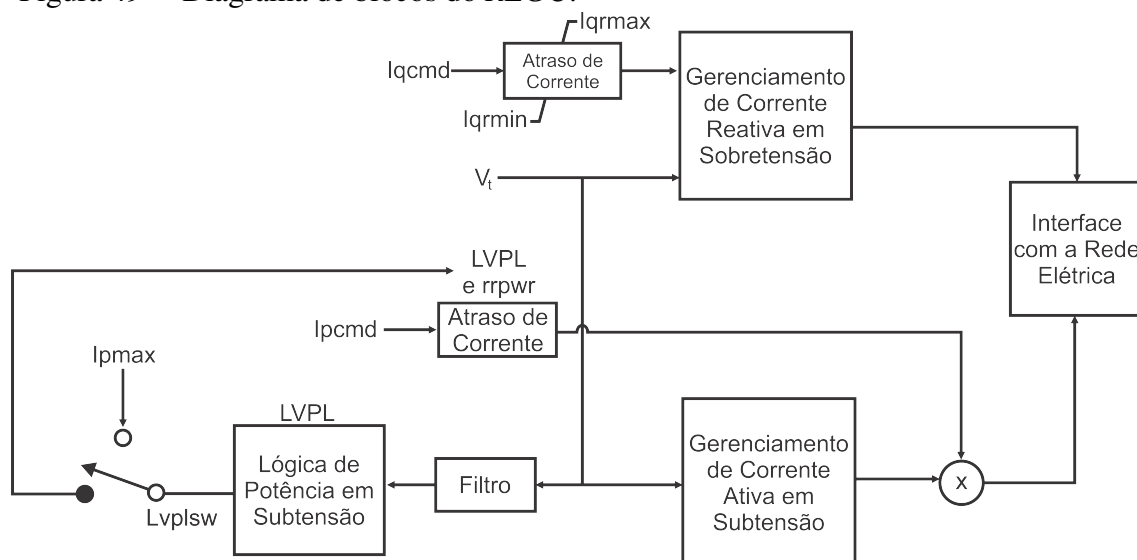 Iqrmax
Iqcmd
Atraso de
Corrente
Iqrmin
Gerenciamento
de Corrente
Reativa em
Sobretensão
Vt
Interface
com a Rede
Elétrica
LVPL
e rrpwr
Ipcmd
Atraso de
Corrente
Ipmax
LVPL
Lógica de
Potência em
Subtensão
Lvplsw
Filtro
Gerenciamento
de Corrente
Ativa em
Subtensão
x